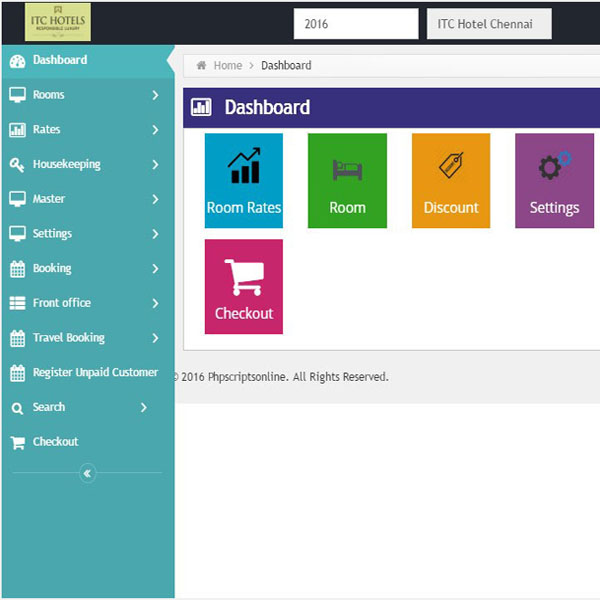 ITC HOTELS
RESPONSIBLE LUXURY
2016
ITC Hotel Chennai
Dashboard
Rooms
Rates
Housekeeping
Master
Settings
Booking
Front office
Travel Booking
Register Unpaid Customer
Search
Checkout
Home > Dashboard
Dashboard
Room Rates
Room
Discount
Settings
Checkout
© 2016 Phpscriptsonline. All Rights Reserved.